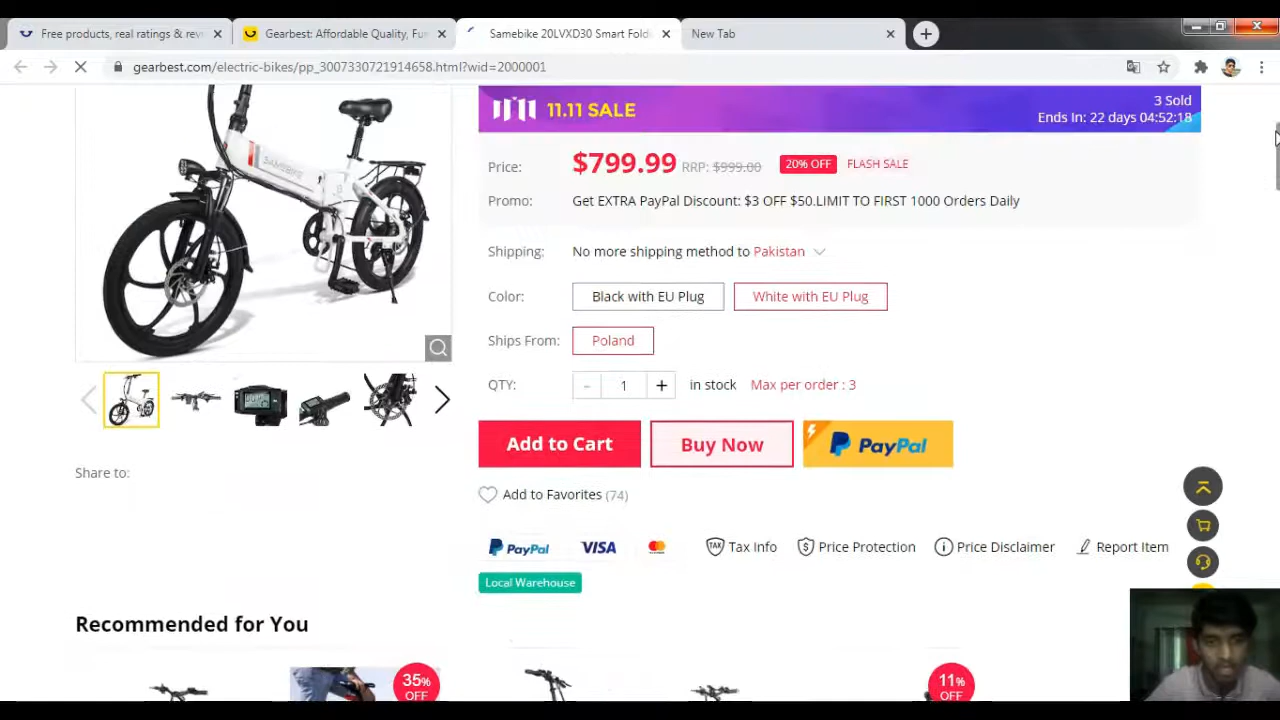 Free products, real ratings & rev
Gearbest: Affordable Quality, Fun
Samebike 20LVXD30 Smart Fold
New Tab
gearbest.com/electric-bikes/pp_3007330721914658.html?wid=2000001
11.11 SALE
3 Sold
Ends In: 22 days 04:52:18
Price: $799.99 RRP: $999.00 20% OFF FLASH SALE
Promo: Get EXTRA PayPal Discount: $3 OFF $50.LIMIT TO FIRST 1000 Orders Daily
Shipping: No more shipping method to Pakistan
Color: Black with EU Plug White with EU Plug
Ships From: Poland
QTY: - 1 + in stock Max per order : 3
Add to Cart Buy Now PayPal
SAMEBIKE
Share to:
Add to Favorites (74)
PayPal VISA TAX Tax Info Price Protection Price Disclaimer Report Item
Local Warehouse
Recommended for You
35% OFF
11% OFF